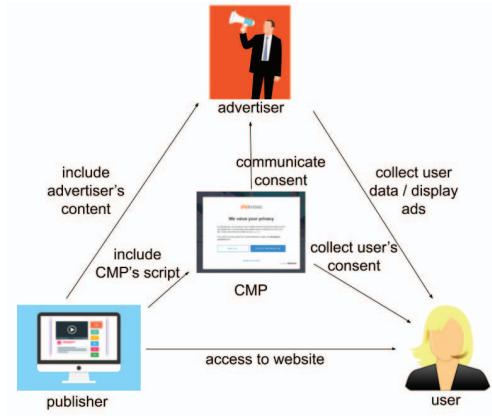 advertiser
include
advertiser's
content
communicate
consent
collect user
data / display
ads
We value your privacy
include
CMP's script
collect user's
consent
CMP
access to website
publisher
user